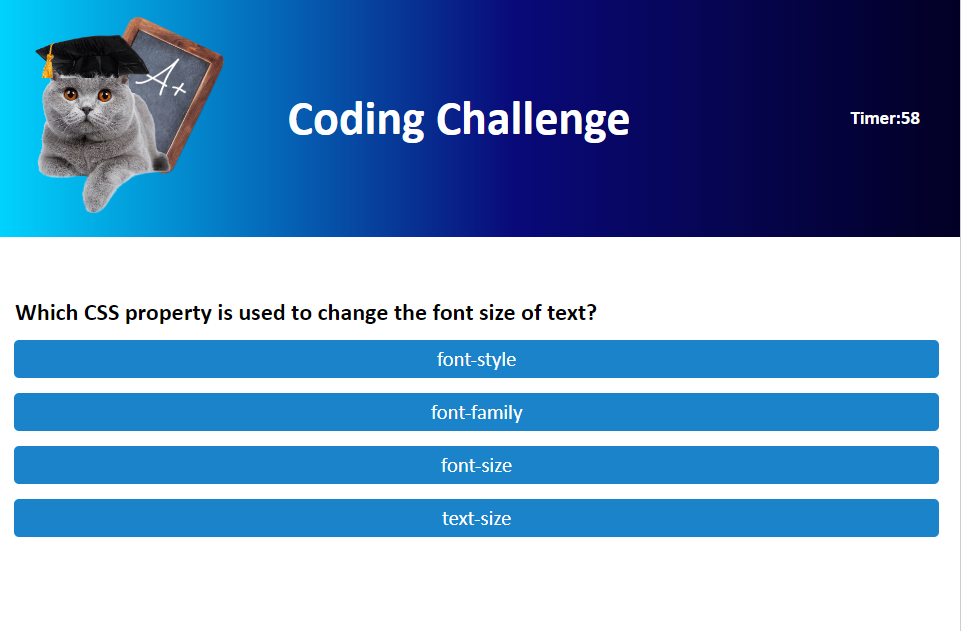 A+
Coding Challenge
Timer:58
Which CSS property is used to change the font size of text?
font-style
font-family
font-size
text-size